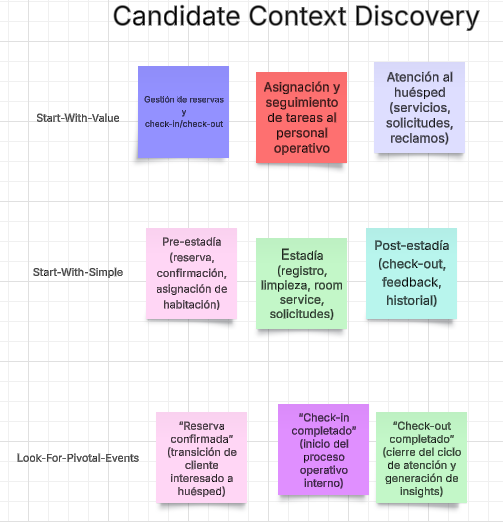 Candidate Context Discovery
Start-With-Value
Gestión de reservas
y
check-in/check-out
Asignación y
seguimiento
de tareas al
personal
operativo
Atención al
huésped
(servicios,
solicitudes,
reclamos)
Start-With-Simple
Pre-estadía
(reserva,
confirmación,
asignación de
habitación)
Estadía
(registro,
limpieza, room
service,
solicitudes)
Post-estadía
(check-out,
feedback,
historial)
Look-For-Pivotal-Events
“Reserva
confirmada”
(transición de
cliente
interesado a
huésped)
“Check-in
completado”
(inicio del
proceso
operativo
interno)
“Check-out
completado”
(cierre del ciclo
de atención y
generación de
insights)